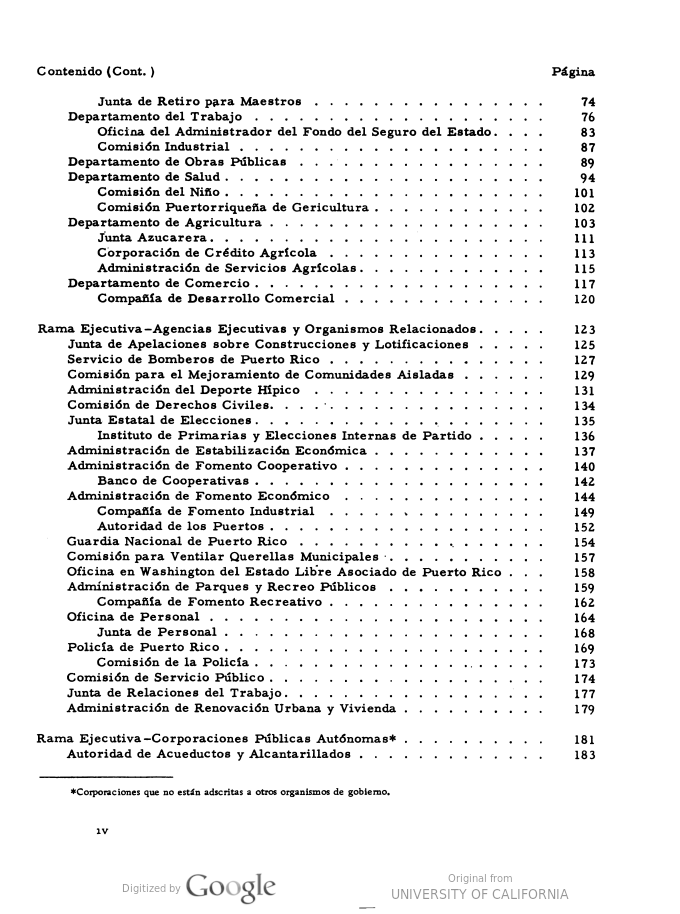 Contenido (Cont. ) Página
Junta de Retiro para Maestros . . . . . . . . . . . . . . . . 74
Departamento del Trabajo . . . . . . . . . . . . . . . . . . . . 76
Oficina del Administrador del Fondo del Seguro del Estado. . . . 83
Comisión Industrial . . . . . . . . . . . . . . . . . . . . . 87
Departamento de Obras Públicas . . . . . . . . . . . . . . . . . 89
Departamento de Salud . . . . . . . . . . . . . . . . . . . . . . 94
Comisión del Niño . . . . . . . . . . . . . . . . . . . . . . 101
Comisión Puertorriqueña de Gericultura . . . . . . . . . . . . 102
Departamento de Agricultura . . . . . . . . . . . . . . . . . . . 103
Junta Azucarera. . . . . . . . . . . . . . . . . . . . . . . 111
Corporación de Crédito Agrícola . . . . . . . . . . . . . . . 113
Administración de Servicios Agrícolas. . . . . . . . . . . . . 115
Departamento de Comercio . . . . . . . . . . . . . . . . . . . . 117
Compañía de Desarrollo Comercial . . . . . . . . . . . . . . 120
Rama Ejecutiva-Agencias Ejecutivas y Organismos Relacionados. . . . . 123
Junta de Apelaciones sobre Construcciones y Lotificaciones . . . . . 125
Servicio de Bomberos de Puerto Rico . . . . . . . . . . . . . . . 127
Comisión para el Mejoramiento de Comunidades Aisladas . . . . . . 129
Administración del Deporte Hípico . . . . . . . . . . . . . . . . 131
Comisión de Derechos Civiles. . . . . . . . . . . . . . . . . . . 134
Junta Estatal de Elecciones . . . . . . . . . . . . . . . . . . . . 135
Instituto de Primarias y Elecciones Internas de Partido . . . . . 136
Administración de Estabilización Económica . . . . . . . . . . . . 137
Administración de Fomento Cooperativo . . . . . . . . . . . . . . 140
Banco de Cooperativas . . . . . . . . . . . . . . . . . . . . 142
Administración de Fomento Económico . . . . . . . . . . . . . . 144
Compañía de Fomento Industrial . . . . . . . . . . . . . . . 149
Autoridad de los Puertos . . . . . . . . . . . . . . . . . . . 152
Guardia Nacional de Puerto Rico . . . . . . . . . . . . . . . . . 154
Comisión para Ventilar Querellas Municipales . . . . . . . . . . . 157
Oficina en Washington del Estado Libre Asociado de Puerto Rico . . . 158
Administración de Parques y Recreo Públicos . . . . . . . . . . . 159
Compañía de Fomento Recreativo . . . . . . . . . . . . . . . 162
Oficina de Personal . . . . . . . . . . . . . . . . . . . . . . . 164
Junta de Personal . . . . . . . . . . . . . . . . . . . . . . 168
Policía de Puerto Rico . . . . . . . . . . . . . . . . . . . . . . 169
Comisión de la Policía . . . . . . . . . . . . . . . . . . . . 173
Comisión de Servicio Público . . . . . . . . . . . . . . . . . . . 174
Junta de Relaciones del Trabajo. . . . . . . . . . . . . . . . . . 177
Administración de Renovación Urbana y Vivienda . . . . . . . . . . 179
Rama Ejecutiva-Corporaciones Públicas Autónomas* . . . . . . . . . . 181
Autoridad de Acueductos y Alcantarillados . . . . . . . . . . . . . 183
*Corporaciones que no están adscritas a otros organismos de gobierno.
iv
Digitized by Google
Original from
UNIVERSITY OF CALIFORNIA